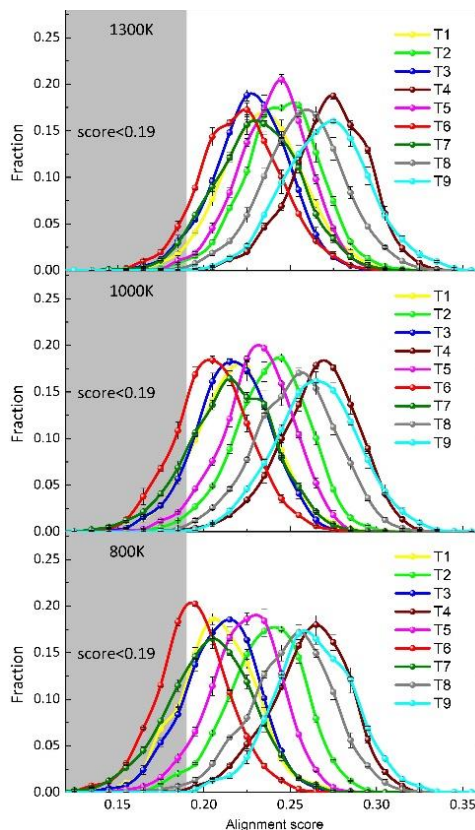 1300K
score<0.19
Fraction
0.25
0.20
0.15
0.10
0.05
0.00
T1
T2
T3
T4
T5
T6
T7
T8
T9
1000K
score<0.19
Fraction
0.25
0.20
0.15
0.10
0.05
0.00
T1
T2
T3
T4
T5
T6
T7
T8
T9
800K
score<0.19
Fraction
0.25
0.20
0.15
0.10
0.05
0.00
T1
T2
T3
T4
T5
T6
T7
T8
T9
0.15 0.20 0.25 0.30 0.35
Alignment score